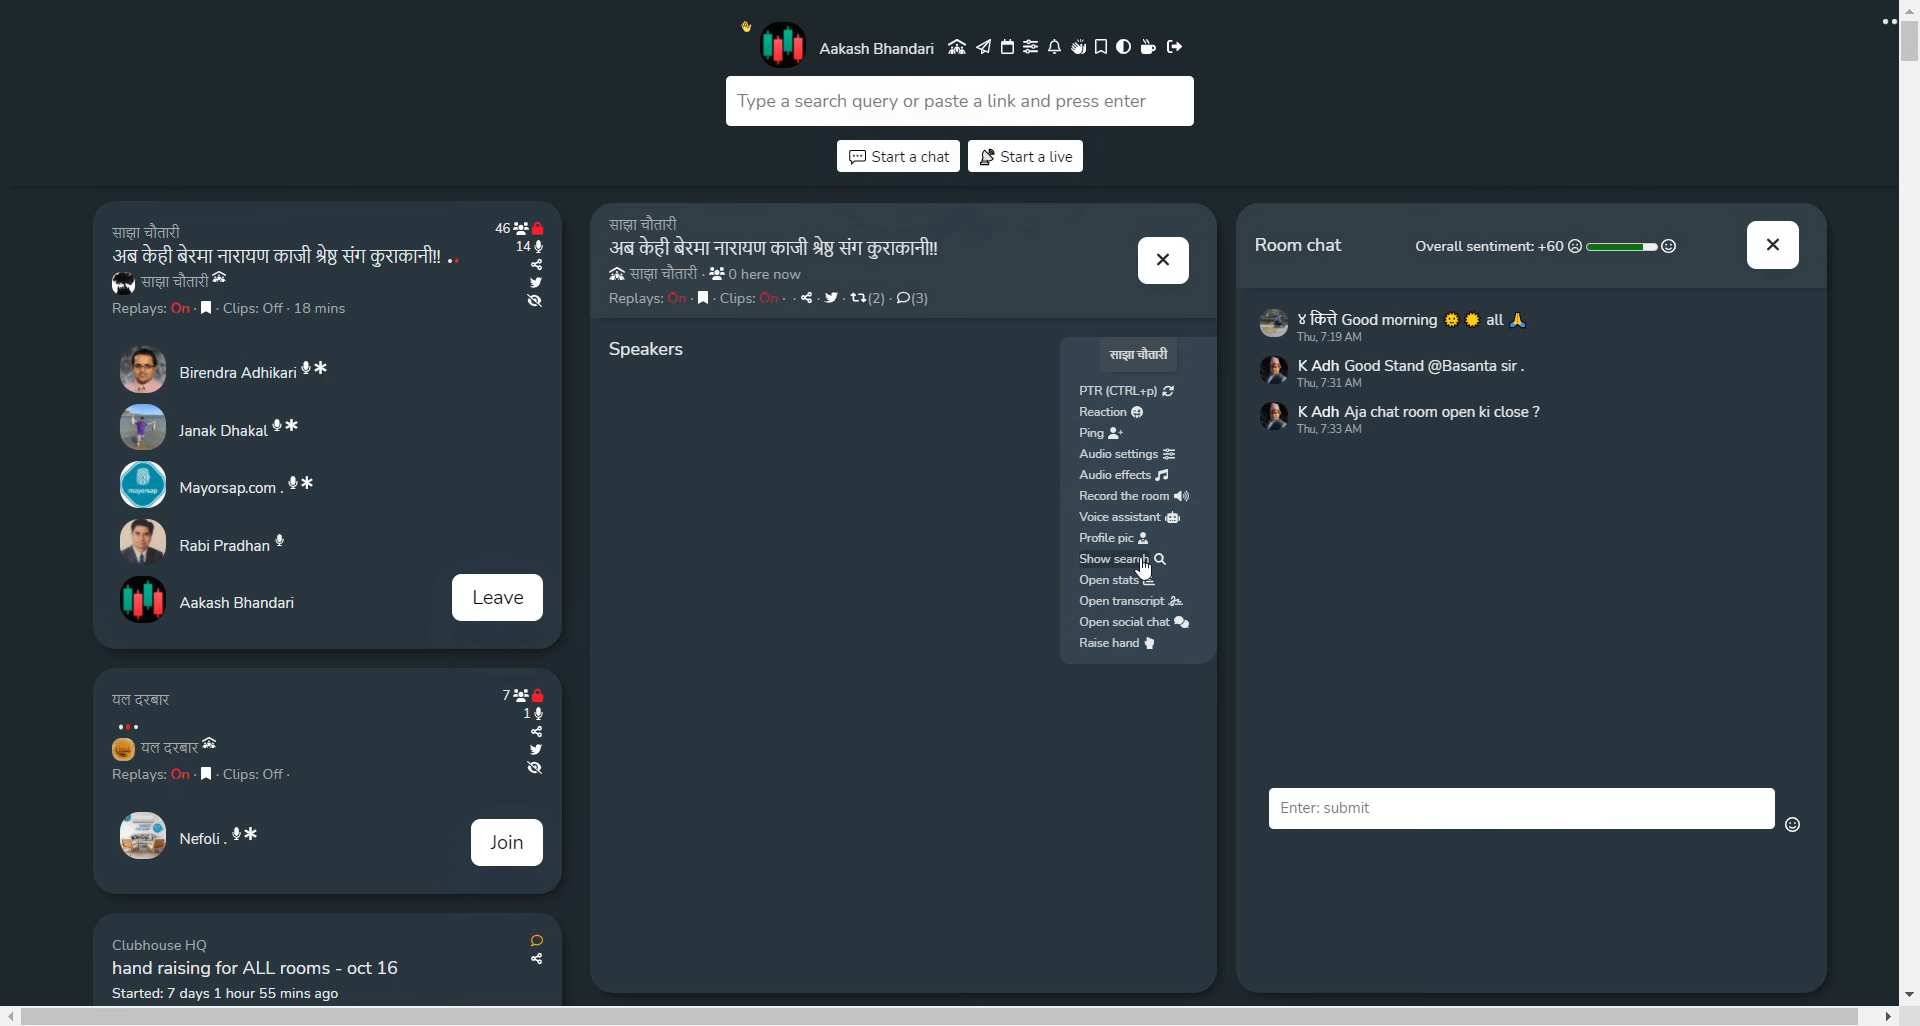 Aakash Bhandari
Type a search query or paste a link and press enter
Start a chat
Start a live
साझा चौतारी
अब केही बेरमा नारायण काजी श्रेष्ठ संग कुराकानी!!
साझा चौतारी
Replays: On · Clips: Off · 18 mins
46
14
Birendra Adhikari
Janak Dhakal
Mayorsap.com .
Rabi Pradhan
Aakash Bhandari
Leave
यल दरबार
यल दरबार
Replays: On · Clips: Off ·
7
1
Nefoli .
Join
Clubhouse HQ
hand raising for ALL rooms - oct 16
Started: 7 days 1 hour 55 mins ago
साझा चौतारी
अब केही बेरमा नारायण काजी श्रेष्ठ संग कुराकानी!!
साझा चौतारी · 0 here now
Replays: On · Clips: On · · · (2) · (3)
Speakers
साझा चौतारी
PTR (CTRL+p)
Reaction
Ping
Audio settings
Audio effects
Record the room
Voice assistant
Profile pic
Show search
Open stats
Open transcript
Open social chat
Raise hand
Room chat
Overall sentiment: +60
४ कित्ते Good morning 🌞 🌞 all 🙏
Thu, 7:19 AM
K Adh Good Stand @Basanta sir .
Thu, 7:31 AM
K Adh Aja chat room open ki close ?
Thu, 7:33 AM
Enter: submit